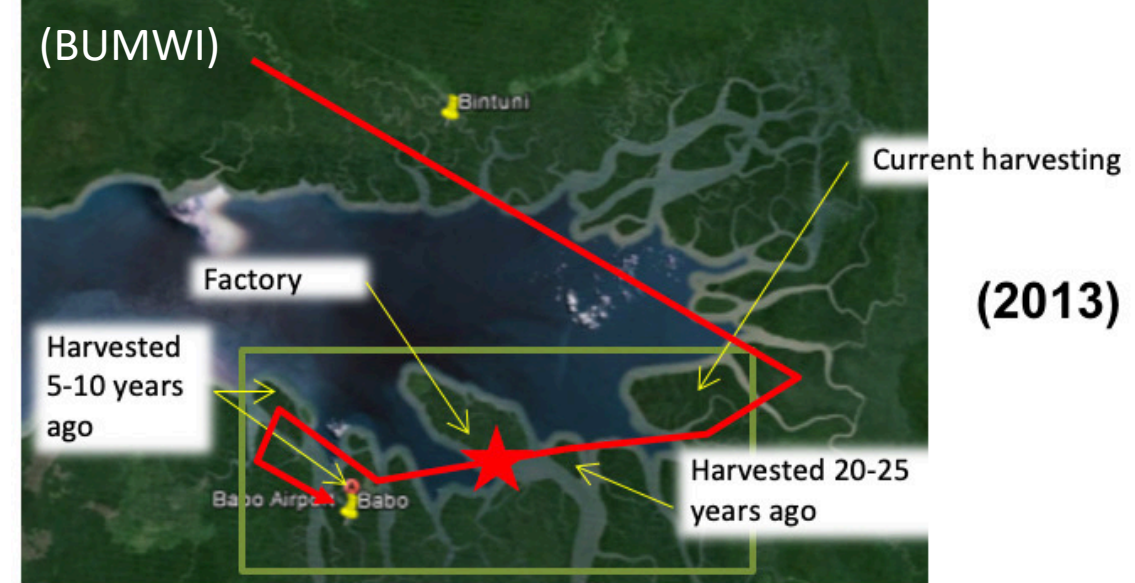 (BUMWI)
Bintuni
Current harvesting
Factory
(2013)
Harvested
5-10 years
ago
Harvested 20-25
years ago
Babo Airport
Babo